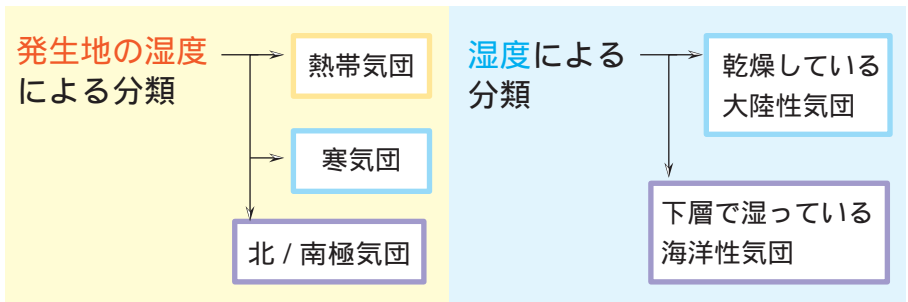 発生地の湿度
による分類
熱帯気団
寒気団
北 / 南極気団
湿度による
分類
乾燥している
大陸性気団
下層で湿っている
海洋性気団